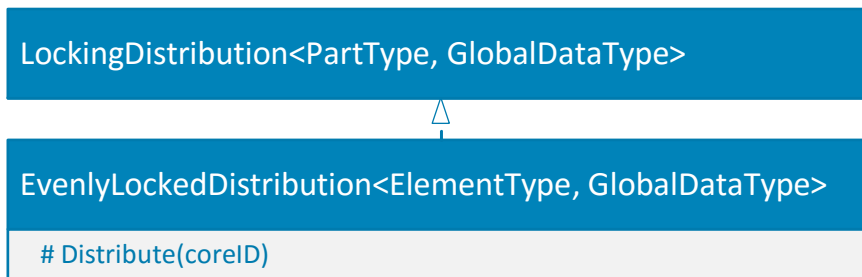 LockingDistribution<PartType, GlobalDataType>
EvenlyLockedDistribution<ElementType, GlobalDataType>
# Distribute(coreID)